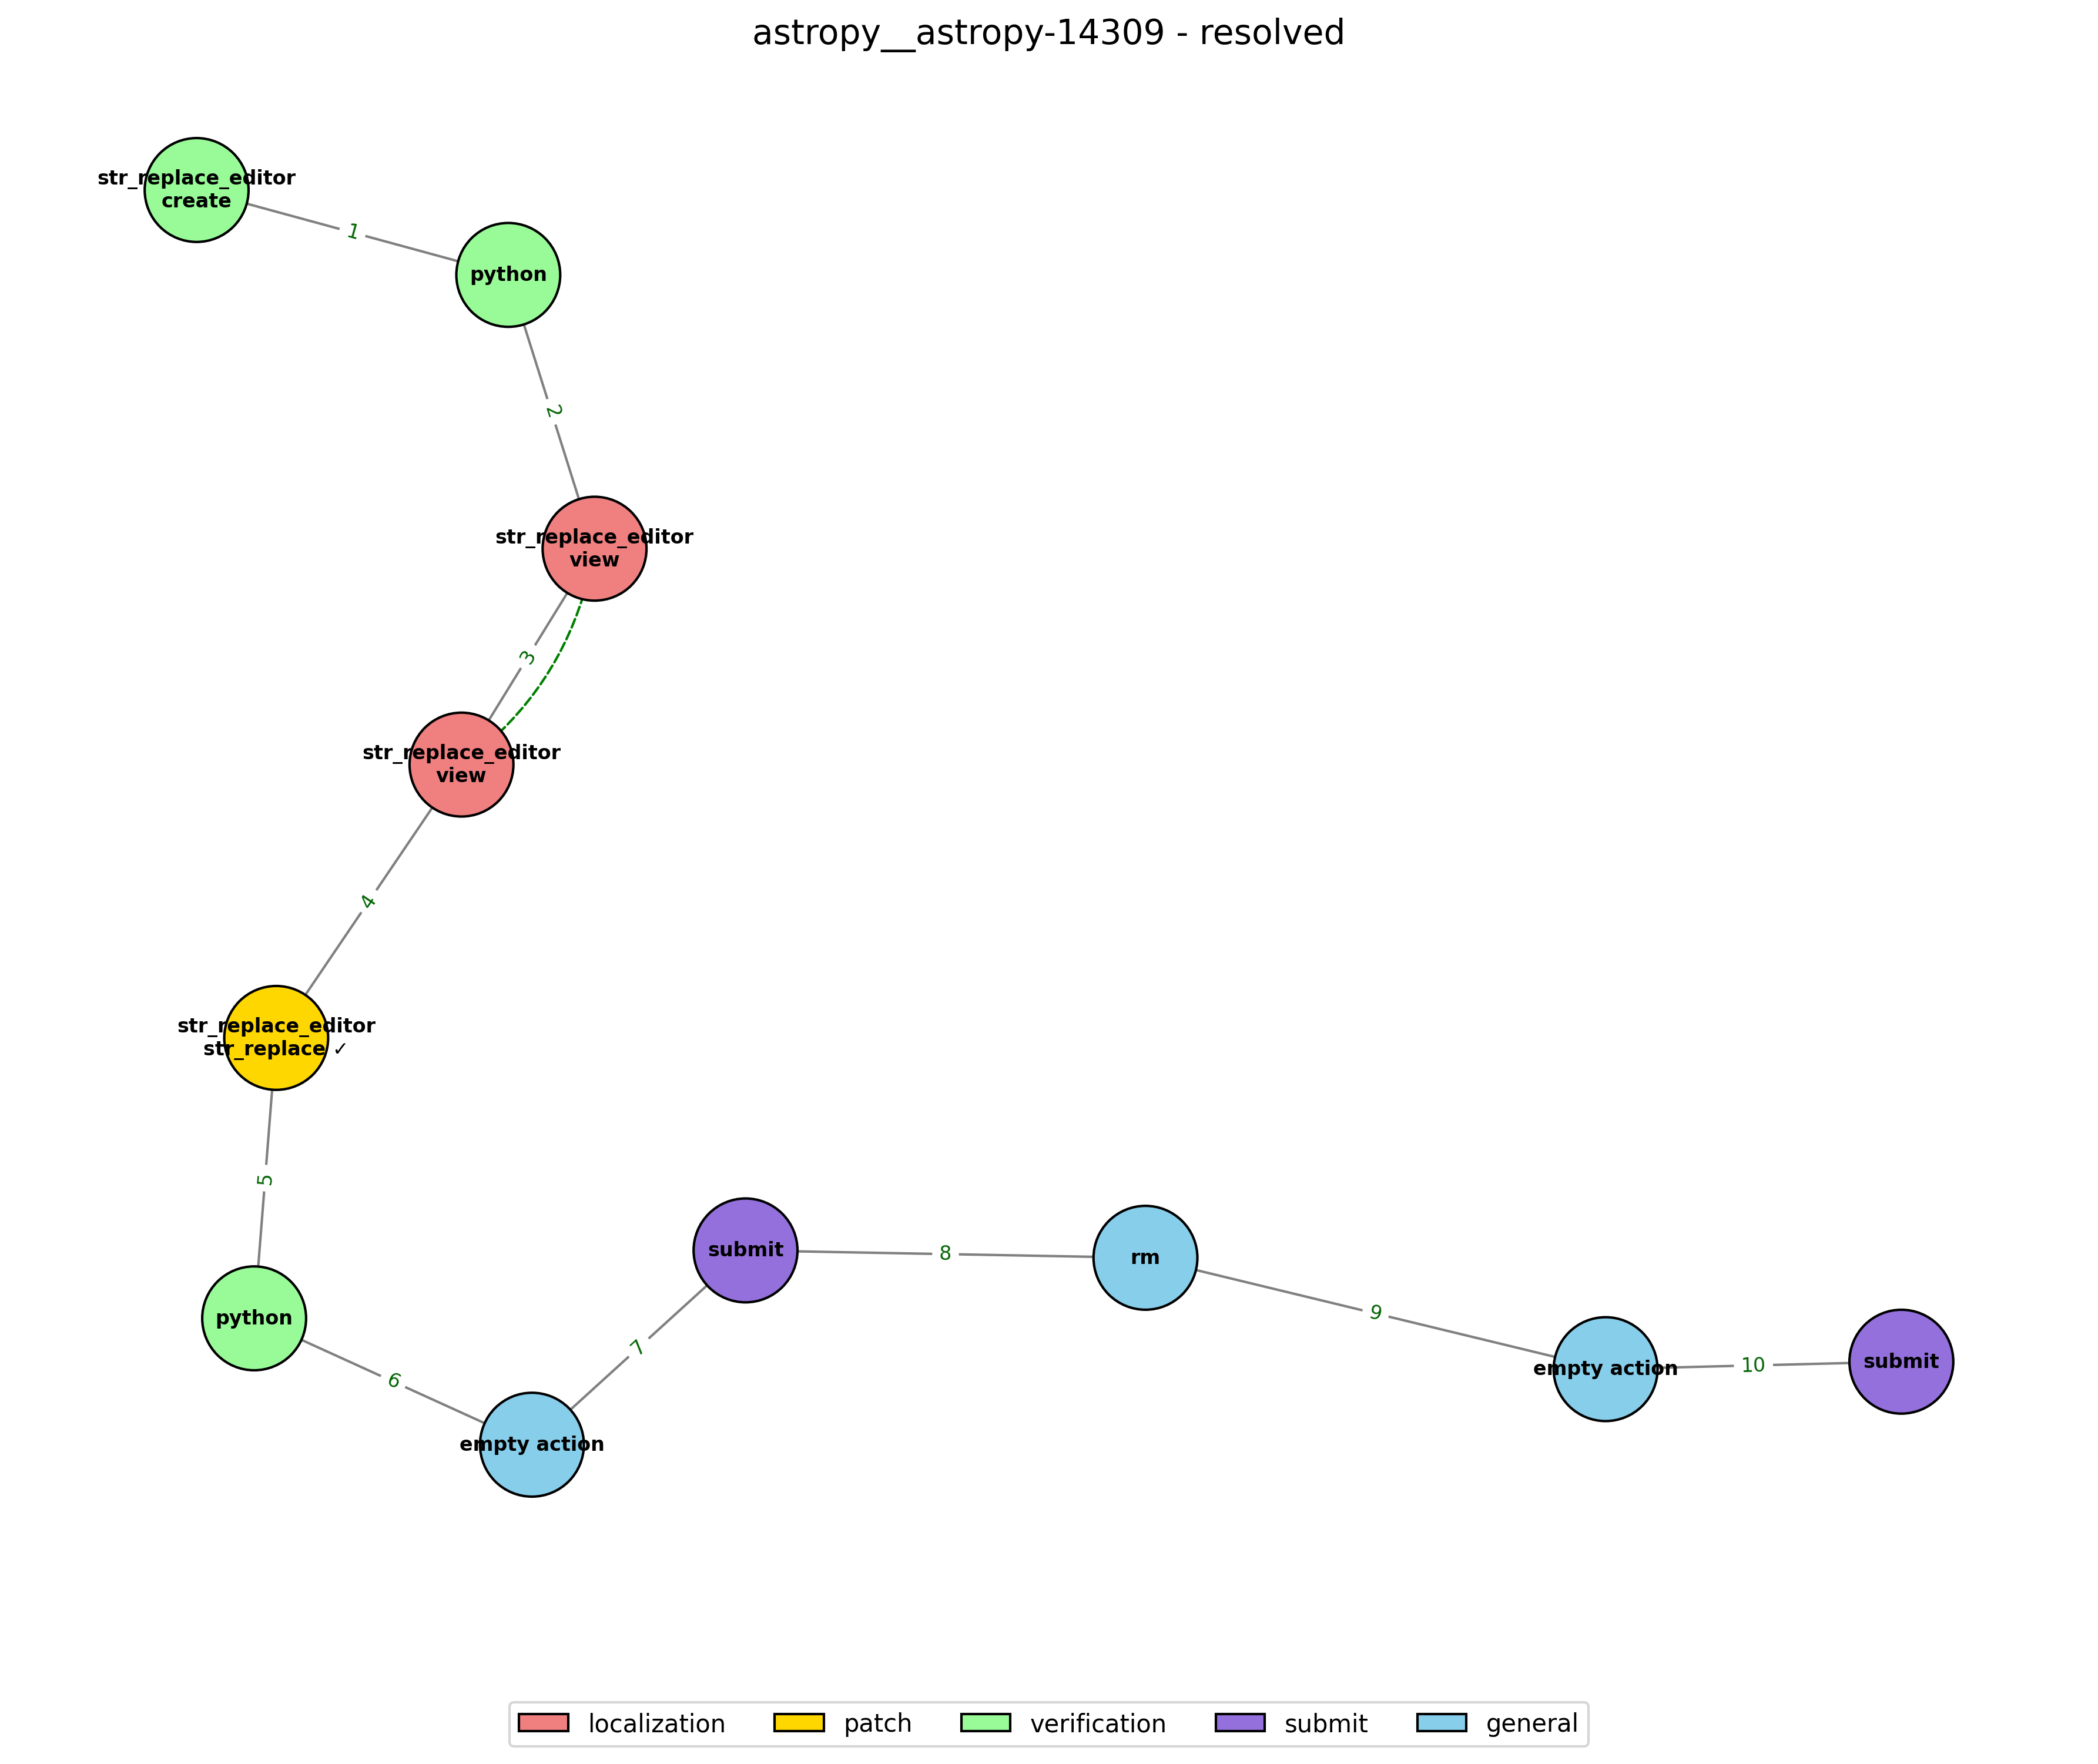 astropy__astropy-14309 - resolved
str_replace_editor
create
1
python
2
str_replace_editor
view
3
str_replace_editor
view
4
str_replace_editor
str_replace ✓
5
python
6
empty action
7
submit
8
rm
9
empty action
10
submit
localization
patch
verification
submit
general